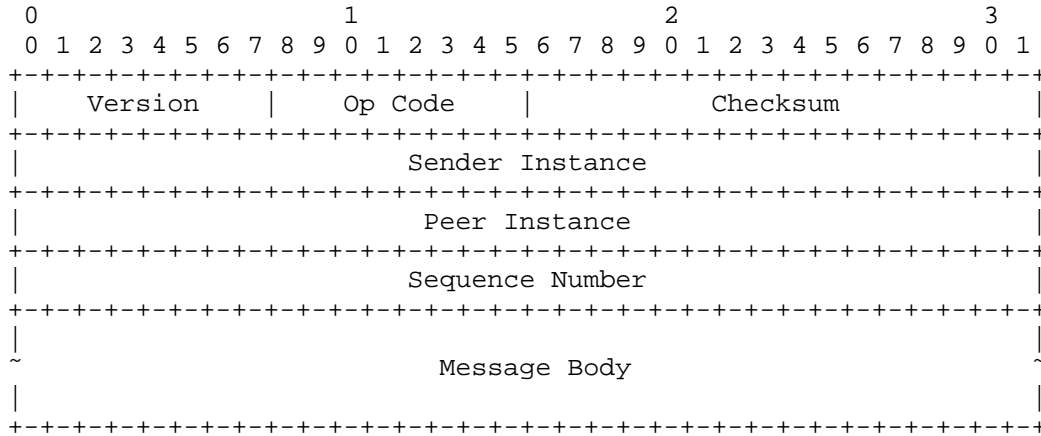 0                   1                   2                   3
 0 1 2 3 4 5 6 7 8 9 0 1 2 3 4 5 6 7 8 9 0 1 2 3 4 5 6 7 8 9 0 1
+-+-+-+-+-+-+-+-+-+-+-+-+-+-+-+-+-+-+-+-+-+-+-+-+-+-+-+-+-+-+-+-+
|    Version    |    Op Code    |           Checksum            |
+-+-+-+-+-+-+-+-+-+-+-+-+-+-+-+-+-+-+-+-+-+-+-+-+-+-+-+-+-+-+-+-+
|                        Sender Instance                        |
+-+-+-+-+-+-+-+-+-+-+-+-+-+-+-+-+-+-+-+-+-+-+-+-+-+-+-+-+-+-+-+-+
|                         Peer Instance                         |
+-+-+-+-+-+-+-+-+-+-+-+-+-+-+-+-+-+-+-+-+-+-+-+-+-+-+-+-+-+-+-+-+
|                        Sequence Number                        |
+-+-+-+-+-+-+-+-+-+-+-+-+-+-+-+-+-+-+-+-+-+-+-+-+-+-+-+-+-+-+-+-+
|                                                               |
~                          Message Body                         ~
|                                                               |
+-+-+-+-+-+-+-+-+-+-+-+-+-+-+-+-+-+-+-+-+-+-+-+-+-+-+-+-+-+-+-+-+